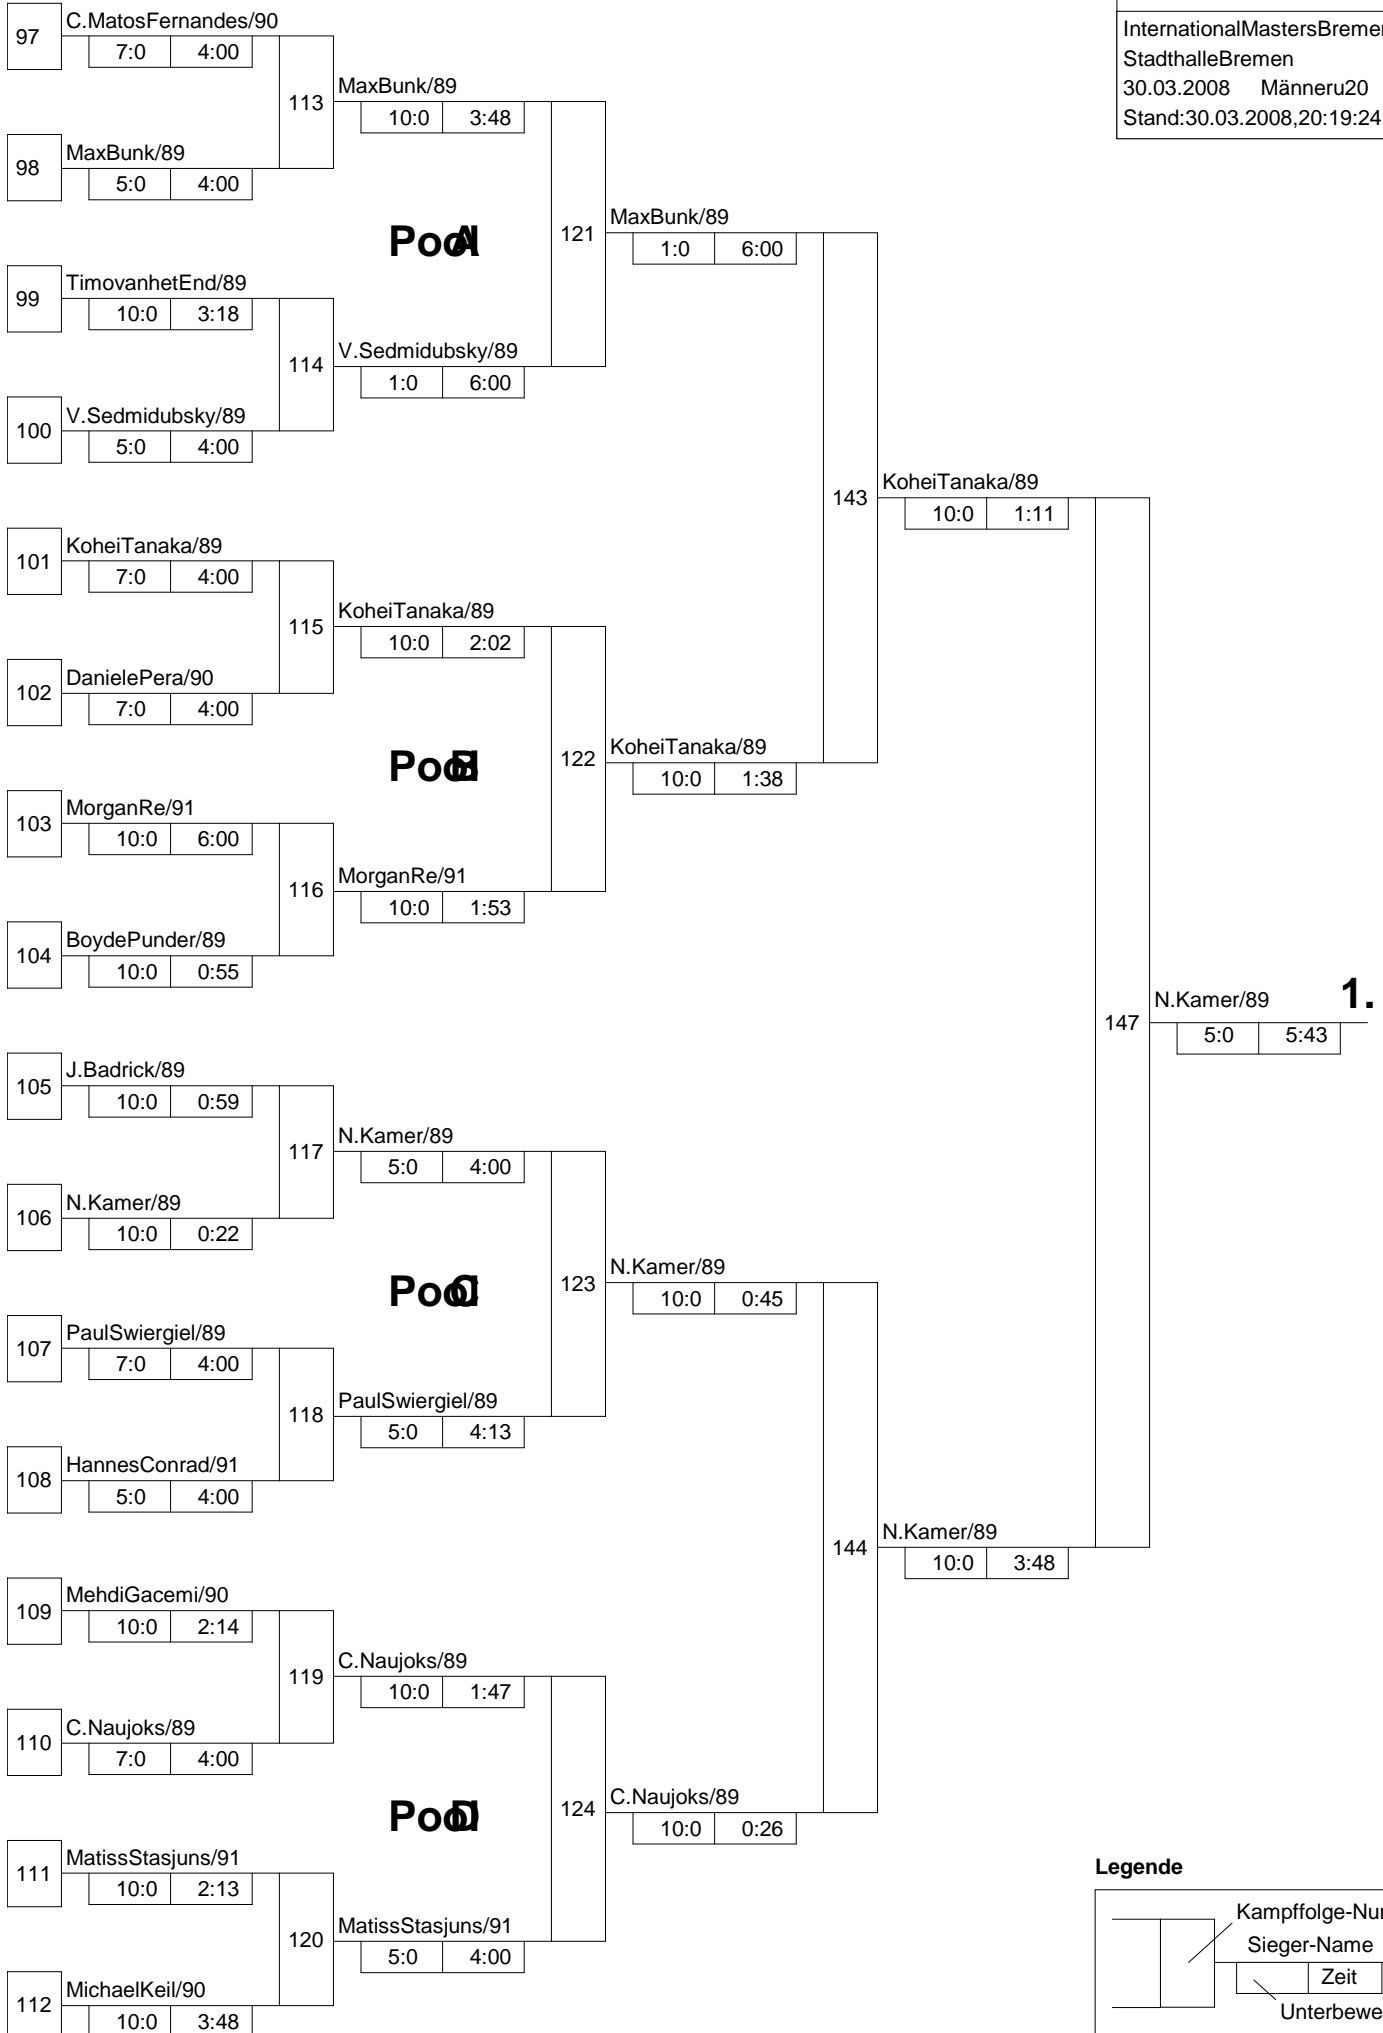 InternationalMastersBremen
StadthalleBremen
30.03.2008 Männeru20
Stand:30.03.2008,20:19:24
97
C.MatosFernandes/90
7:0 4:00
113
MaxBunk/89
10:0 3:48
98
MaxBunk/89
5:0 4:00
PoolA
121
MaxBunk/89
1:0 6:00
99
TimovanhetEnd/89
10:0 3:18
114
V.Sedmidubsky/89
1:0 6:00
100
V.Sedmidubsky/89
5:0 4:00
143
KoheiTanaka/89
10:0 1:11
101
KoheiTanaka/89
7:0 4:00
115
KoheiTanaka/89
10:0 2:02
102
DanielePera/90
7:0 4:00
PoolB
122
KoheiTanaka/89
10:0 1:38
103
MorganRe/91
10:0 6:00
116
MorganRe/91
10:0 1:53
104
BoydePunder/89
10:0 0:55
147
N.Kamer/89
1.
5:0 5:43
105
J.Badrick/89
10:0 0:59
117
N.Kamer/89
5:0 4:00
106
N.Kamer/89
10:0 0:22
PoolC
123
N.Kamer/89
10:0 0:45
107
PaulSwiergiel/89
7:0 4:00
118
PaulSwiergiel/89
5:0 4:13
108
HannesConrad/91
5:0 4:00
144
N.Kamer/89
10:0 3:48
109
MehdiGacemi/90
10:0 2:14
119
C.Naujoks/89
10:0 1:47
110
C.Naujoks/89
7:0 4:00
PoolD
124
C.Naujoks/89
10:0 0:26
111
MatissStasjuns/91
10:0 2:13
120
MatissStasjuns/91
5:0 4:00
112
MichaelKeil/90
10:0 3:48
Legende
Kampffolge-Nu
Sieger-Name
Zeit
Unterbewe